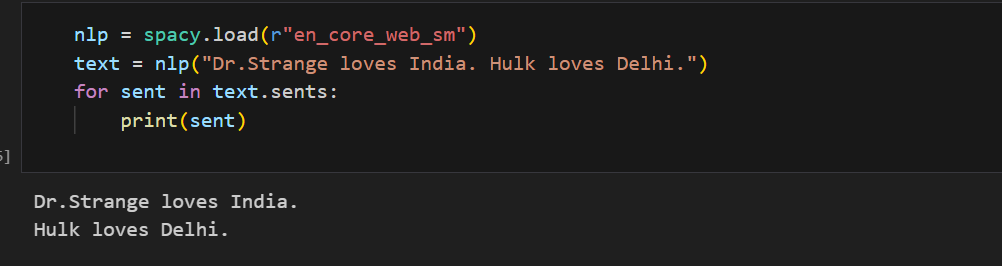 nlp = spacy.load(r"en_core_web_sm")
text = nlp("Dr.Strange loves India. Hulk loves Delhi.")
for sent in text.sents:
    print(sent)
]
Dr.Strange loves India.
Hulk loves Delhi.